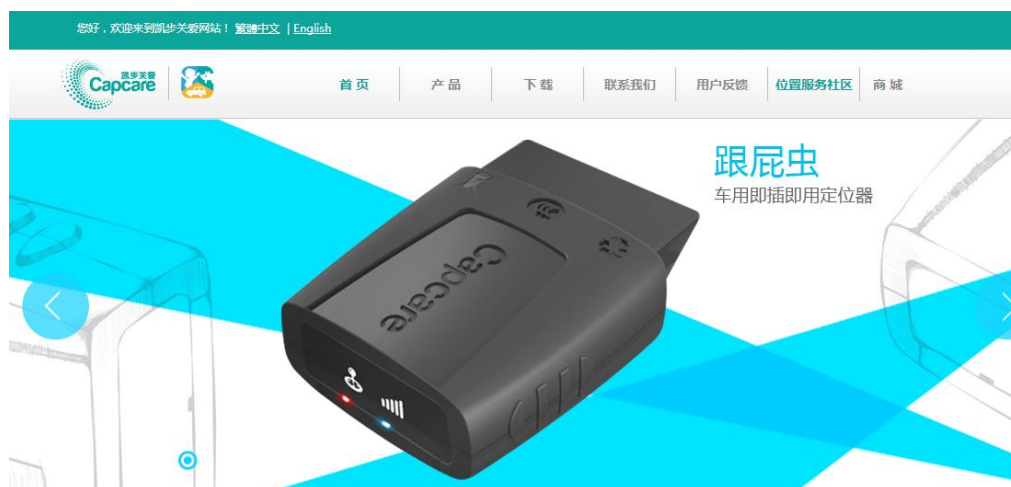 您好，欢迎来到凯步关爱网站！ 繁體中文 | English
凯步关爱
Capcare
首 页
产 品
下 载
联系我们
用户反馈
位置服务社区
商 城
跟屁虫
车用即插即用定位器
Capcare